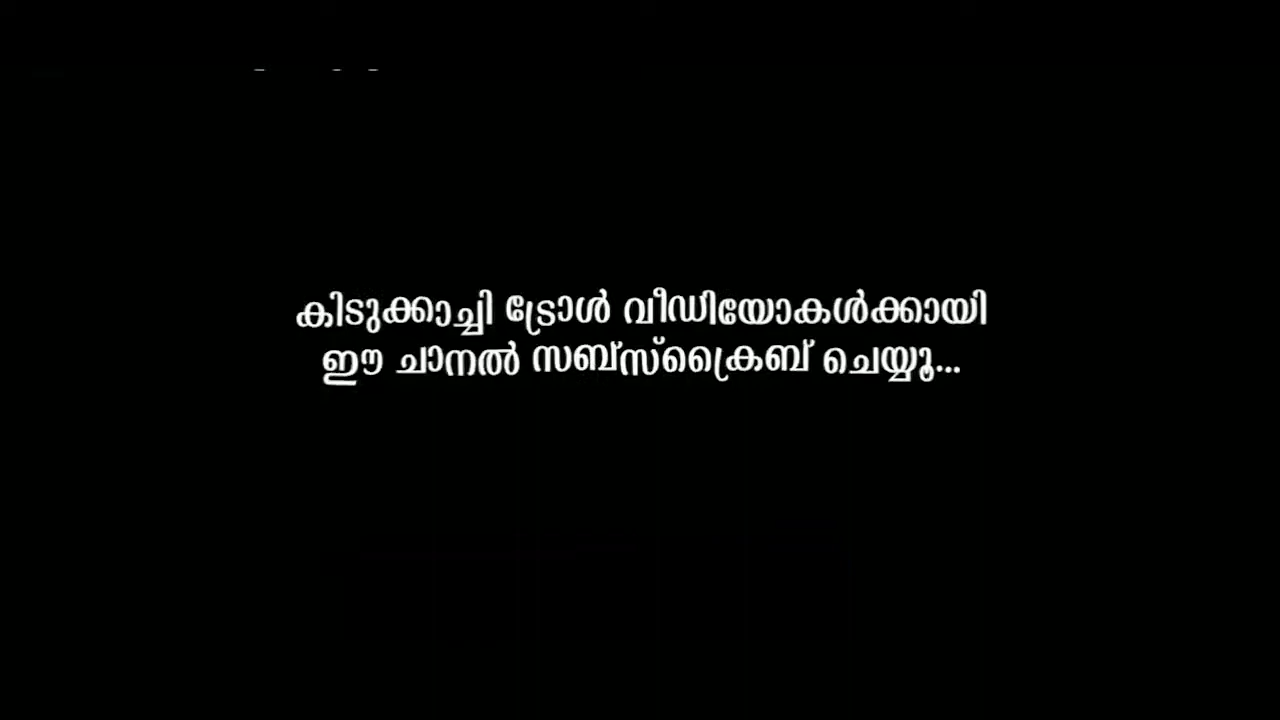 കിടുക്കാച്ചി ട്രോൾ വീഡിയോകൾക്കായി
ഈ ചാനൽ സബ്സ്ക്രൈബ് ചെയ്യൂ...